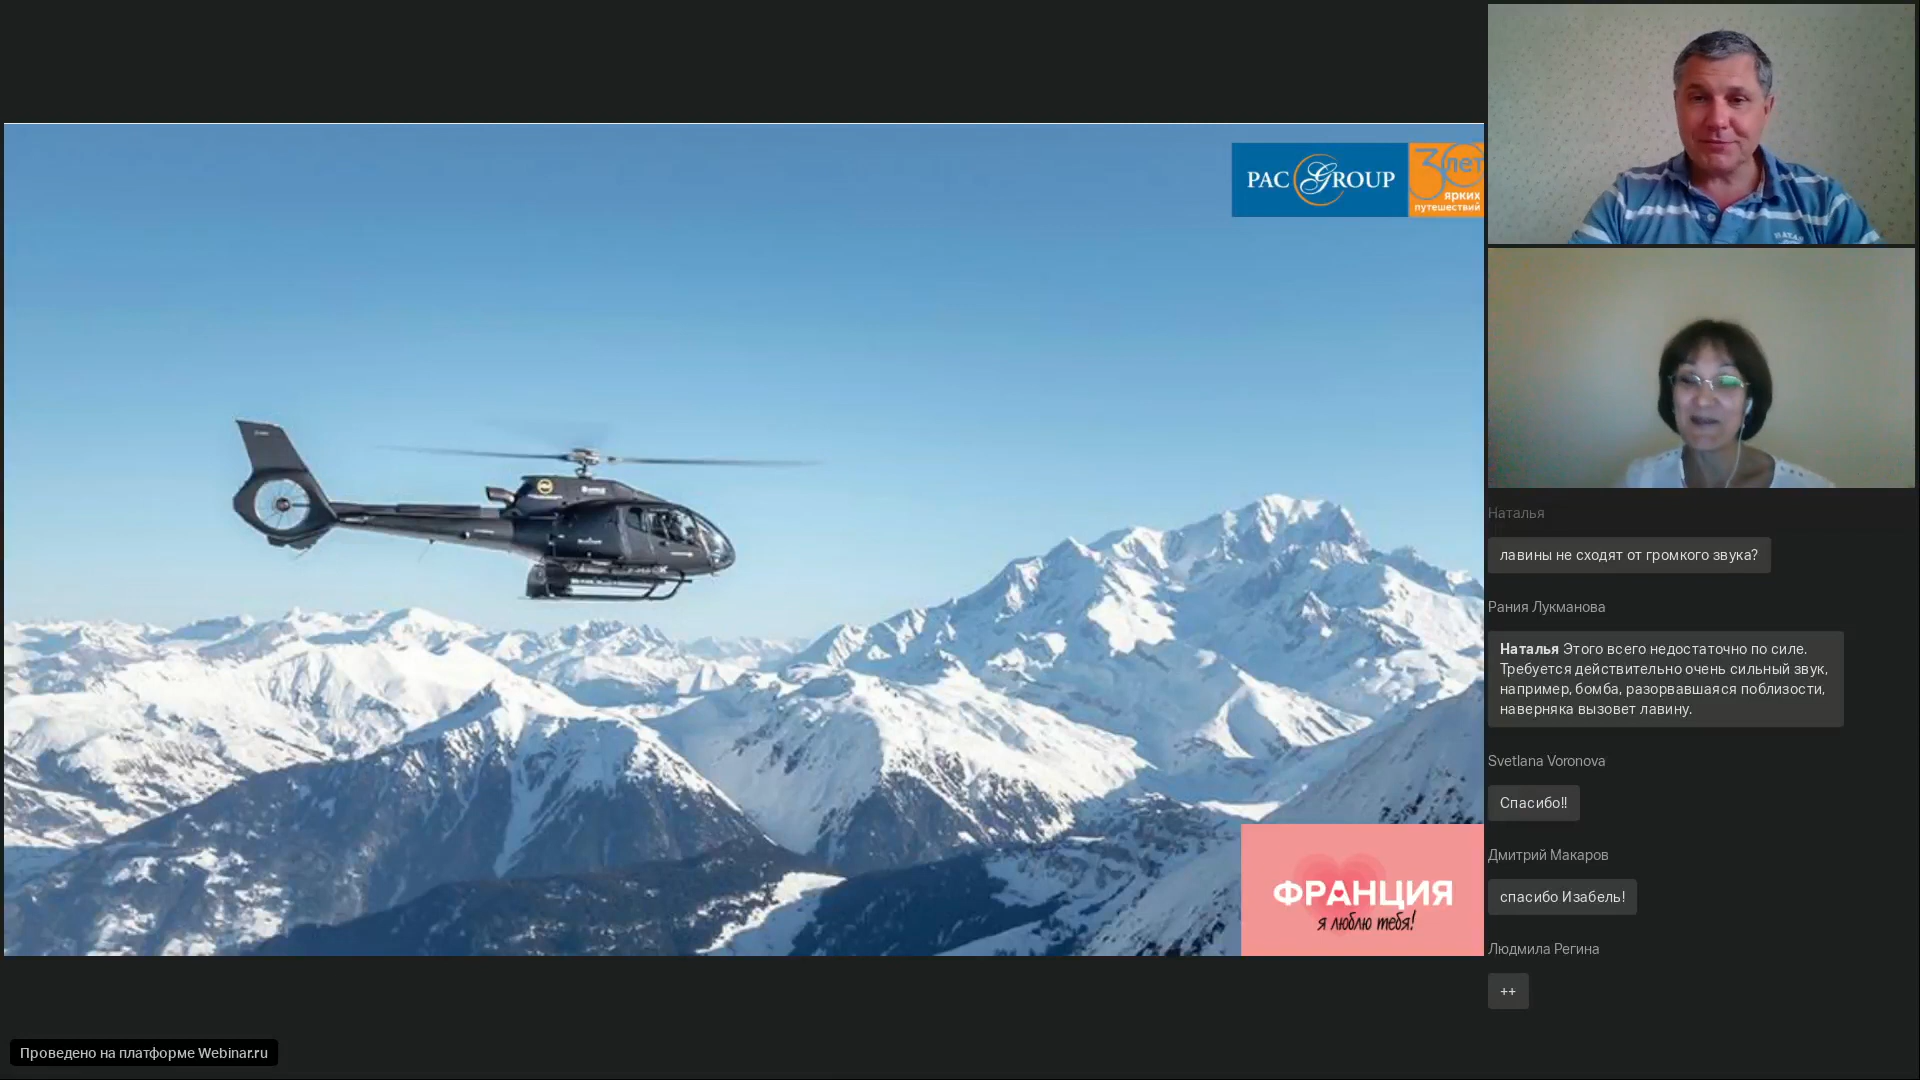 PAC GROUP
30 лет
ярких
путешествий
ФРАНЦИЯ
я люблю тебя!
Наталья
лавины не сходят от громкого звука?
Рания Лукманова
Наталья Этого всего недостаточно по силе.
Требуется действительно очень сильный звук,
например, бомба, разорвавшаяся поблизости,
наверняка вызовет лавину.
Svetlana Voronova
Спасибо!!
Дмитрий Макаров
спасибо Изабель!
Людмила Регина
++
Проведено на платформе Webinar.ru